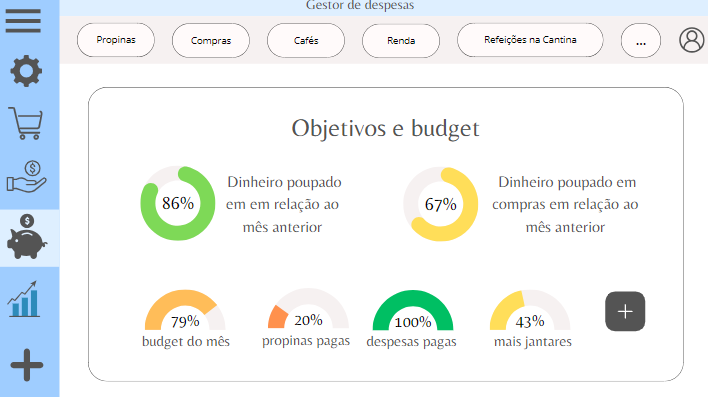 Gestor de despesas
Propinas
Compras
Cafés
Renda
Refeições na Cantina
...
Objetivos e budget
86%
Dinheiro poupado
em em relação ao
mês anterior
67%
Dinheiro poupado em
compras em relação ao
mês anterior
79%
budget do mês
20%
propinas pagas
100%
despesas pagas
43%
mais jantares